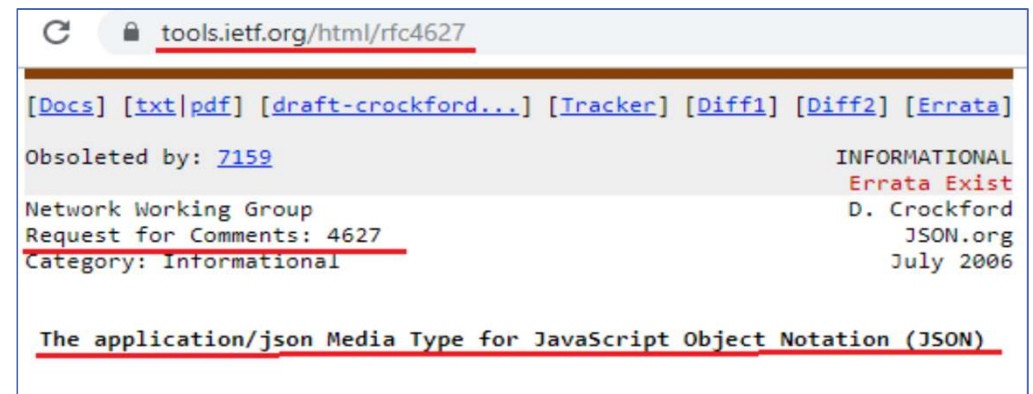 tools.ietf.org/html/rfc4627
[Docs] [txt|pdf] [draft-crockford...] [Tracker] [Diff1] [Diff2] [Errata]
Obsoleted by: 7159 INFORMATIONAL
Errata Exist
Network Working Group D. Crockford
Request for Comments: 4627 JSON.org
Category: Informational July 2006
The application/json Media Type for JavaScript Object Notation (JSON)